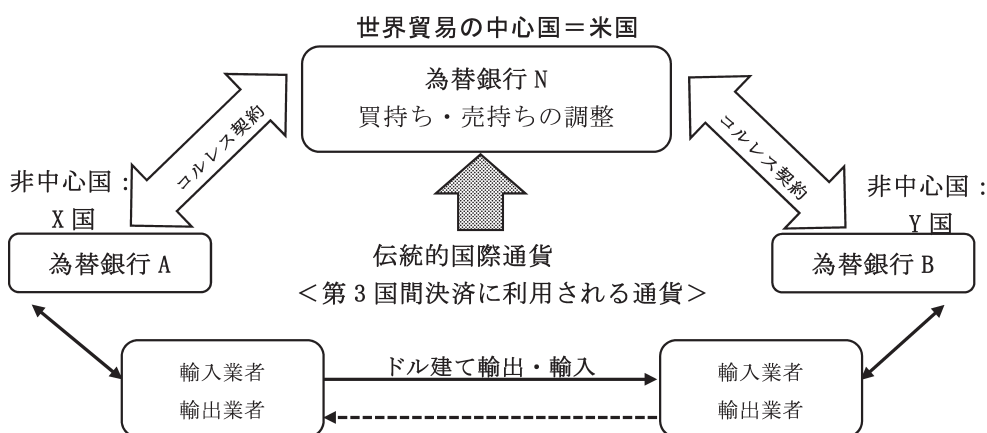 世界貿易の中心国＝米国
為替銀行 N
買持ち・売持ちの調整
コルレス契約
コルレス契約
非中心国：
X 国
非中心国：
Y 国
為替銀行 A
為替銀行 B
伝統的国際通貨
＜第３国間決済に利用される通貨＞
ドル建て輸出・輸入
輸入業者
輸出業者
輸入業者
輸出業者